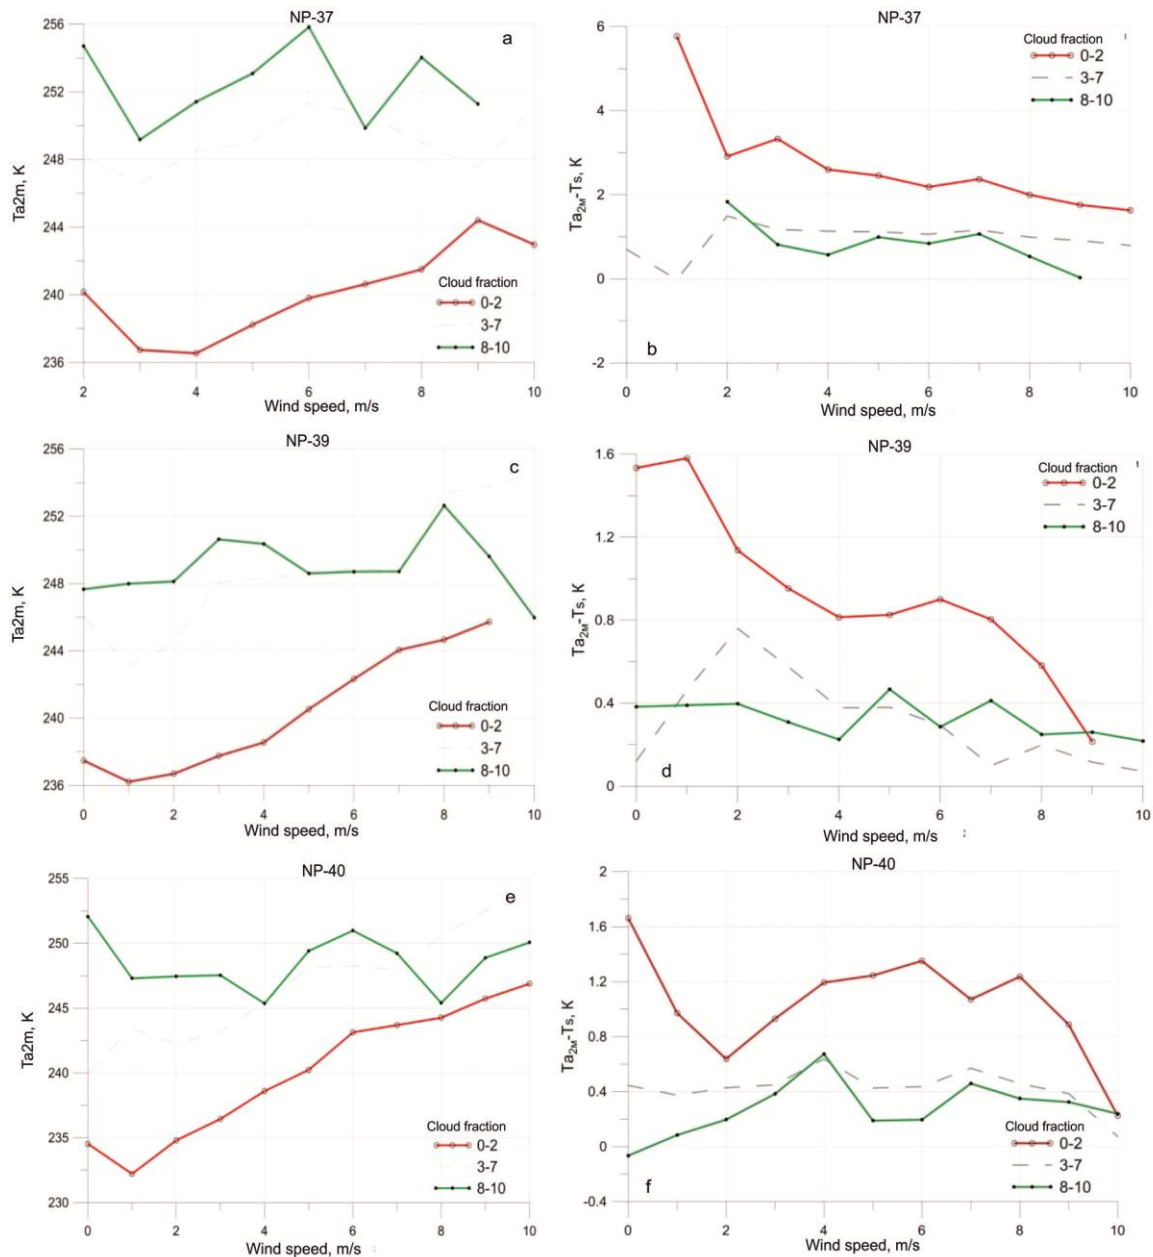 NP-37
a
256
252
248
244
240
236
Ta2m, K
Cloud fraction
0-2
3-7
8-10
2 4 6 8 10
Wind speed, m/s
NP-37
6
4
2
0
-2
Ta2м-Ts, K
Cloud fraction
0-2
3-7
8-10
b
0 2 4 6 8 10
Wind speed, m/s
NP-39
c
256
252
248
244
240
236
Ta2m, K
Cloud fraction
0-2
3-7
8-10
0 2 4 6 8 10
Wind speed, m/s
NP-39
1.6
1.2
0.8
0.4
0
Ta2м-Ts, K
Cloud fraction
0-2
3-7
8-10
d
0 2 4 6 8 10
Wind speed, m/s
NP-40
e
255
250
245
240
235
230
Ta2m, K
Cloud fraction
0-2
3-7
8-10
0 2 4 6 8 10
Wind speed, m/s
NP-40
2
1.6
1.2
0.8
0.4
0
-0.4
Ta2м-Ts, K
Cloud fraction
0-2
3-7
8-10
f
0 2 4 6 8 10
Wind speed, m/s